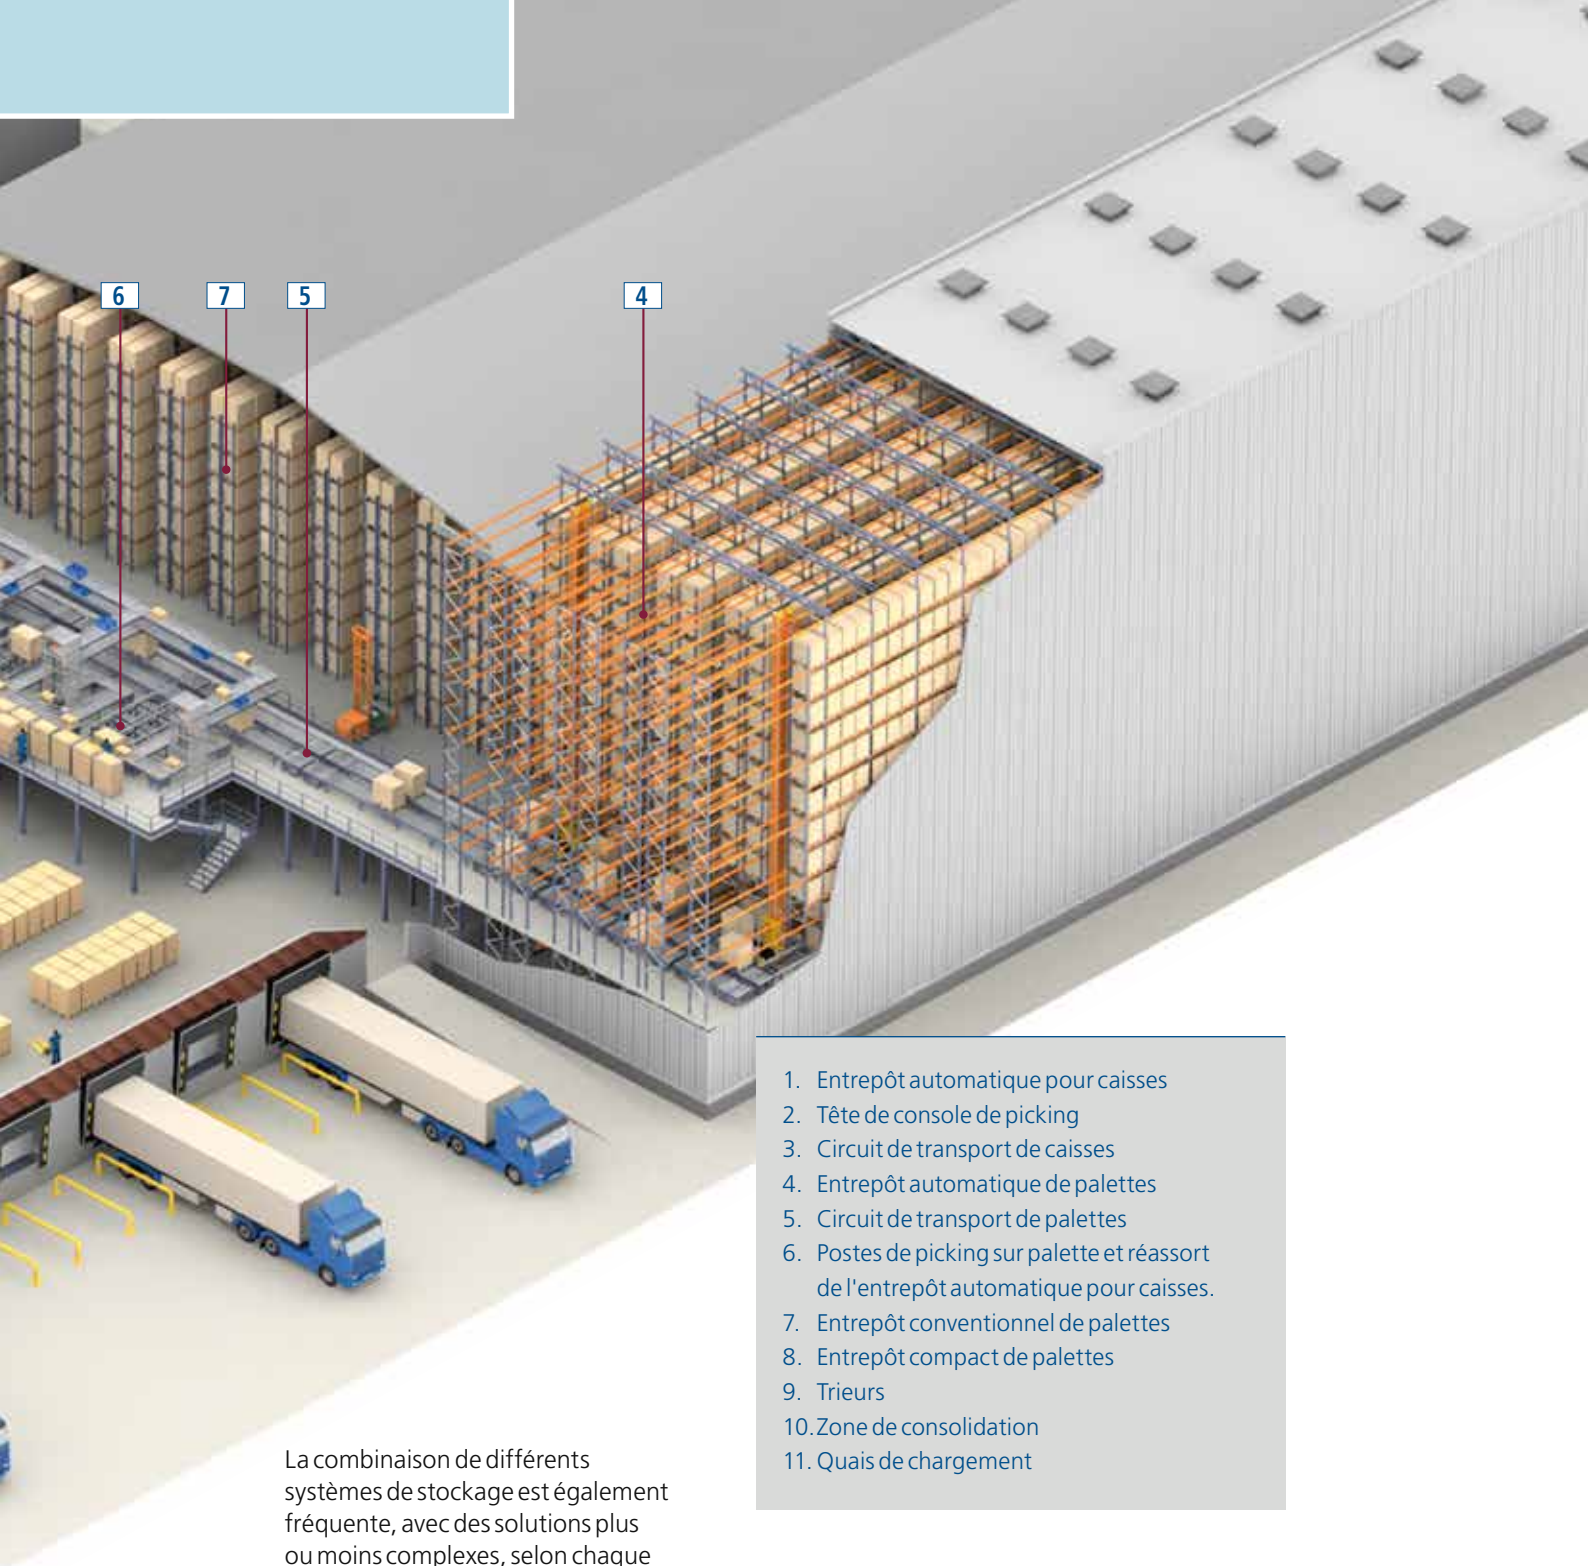 6
7
5
4
1. Entrepôt automatique pour caisses
2. Tête de console de picking
3. Circuit de transport de caisses
4. Entrepôt automatique de palettes
5. Circuit de transport de palettes
6. Postes de picking sur palette et réassort
de l'entrepôt automatique pour caisses.
7. Entrepôt conventionnel de palettes
8. Entrepôt compact de palettes
9. Trieurs
10. Zone de consolidation
11. Quais de chargement
La combinaison de différents
systèmes de stockage est également
fréquente, avec des solutions plus
ou moins complexes, selon chaque